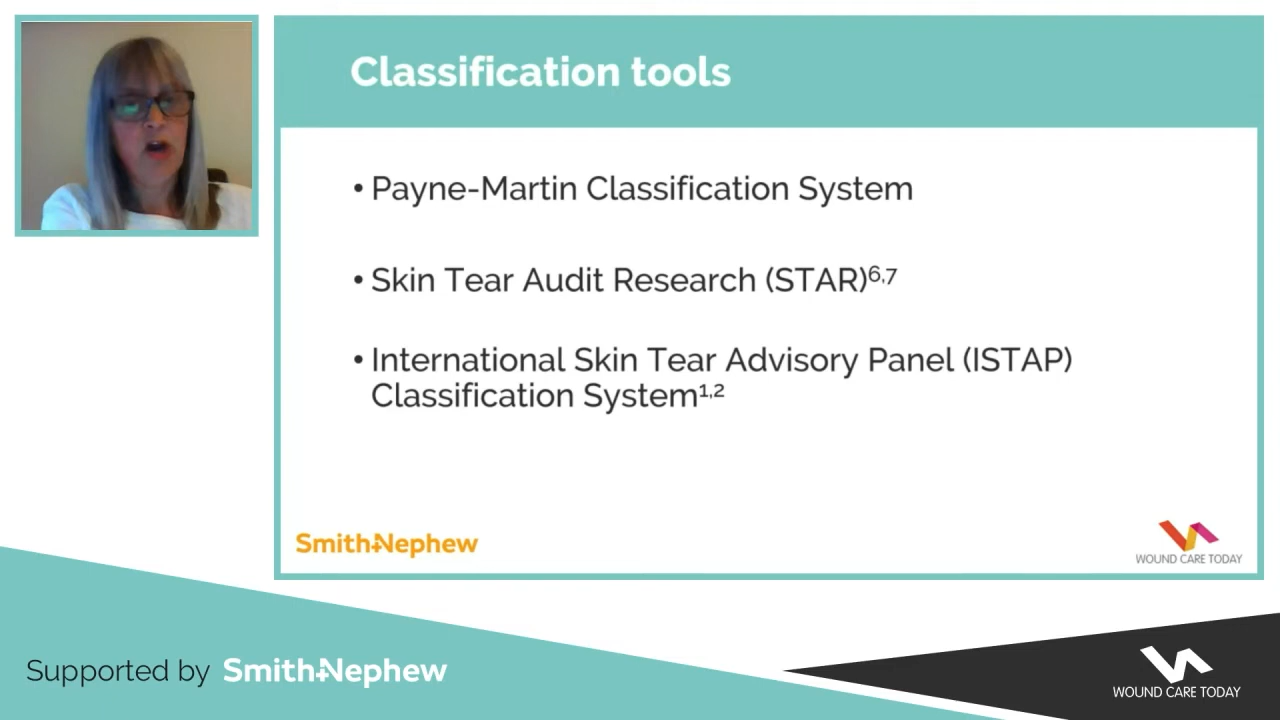 Classification tools
• Payne-Martin Classification System
• Skin Tear Audit Research (STAR)⁶,⁷
• International Skin Tear Advisory Panel (ISTAP)
Classification System¹,²
Smith+Nephew
WOUND CARE TODAY
Supported by Smith+Nephew
WOUND CARE TODAY